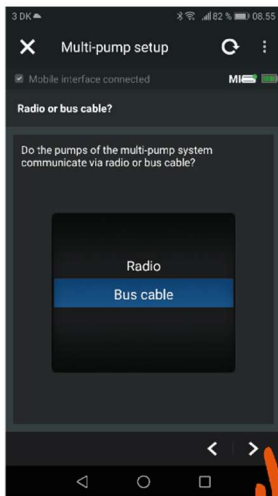 3 DK 82 % 08.55
Multi-pump setup
Mobile interface connected MI
Radio or bus cable?
Do the pumps of the multi-pump system
communicate via radio or bus cable?
Radio
Bus cable